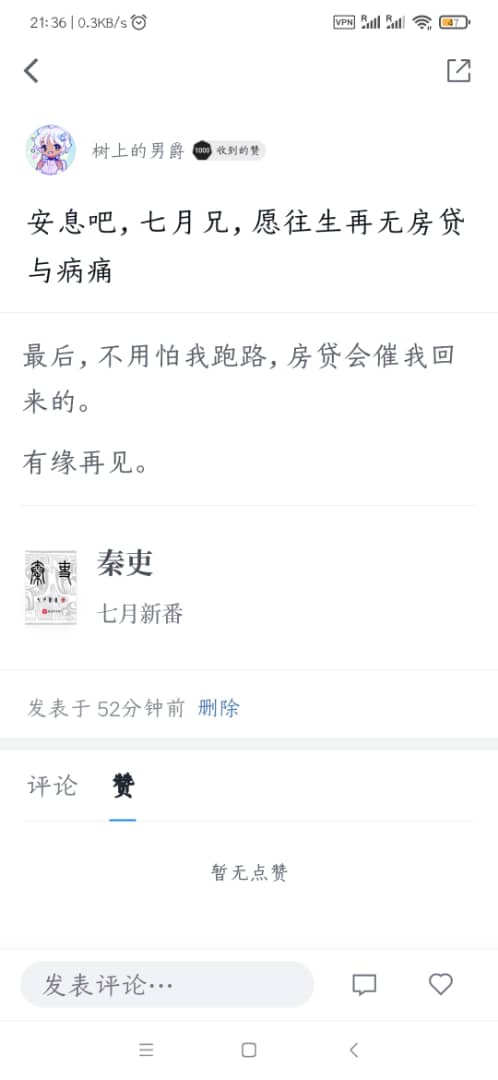 21:36 | 0.3KB/s
VPN
R
R
47
树上的男爵 1000 收到的赞
安息吧, 七月兄, 愿往生再无房贷
与病痛
最后, 不用怕我跑路, 房贷会催我回
来的。
有缘再见。
秦吏
秦吏
七月新番
发表于 52分钟前 删除
评论 赞
暂无点赞
发表评论…